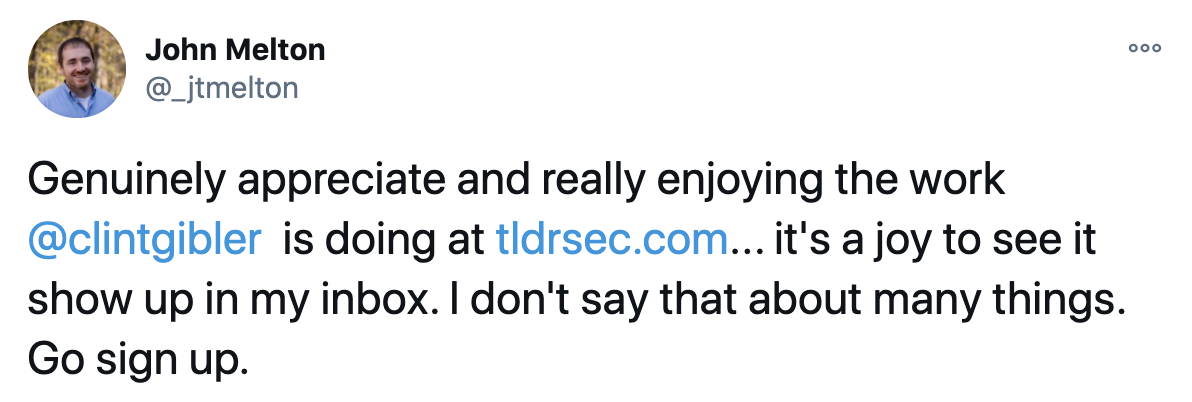 John Melton
@_jtmelton
Genuinely appreciate and really enjoying the work
@clintgibler  is doing at tldrsec.com... it's a joy to see it
show up in my inbox. I don't say that about many things.
Go sign up.